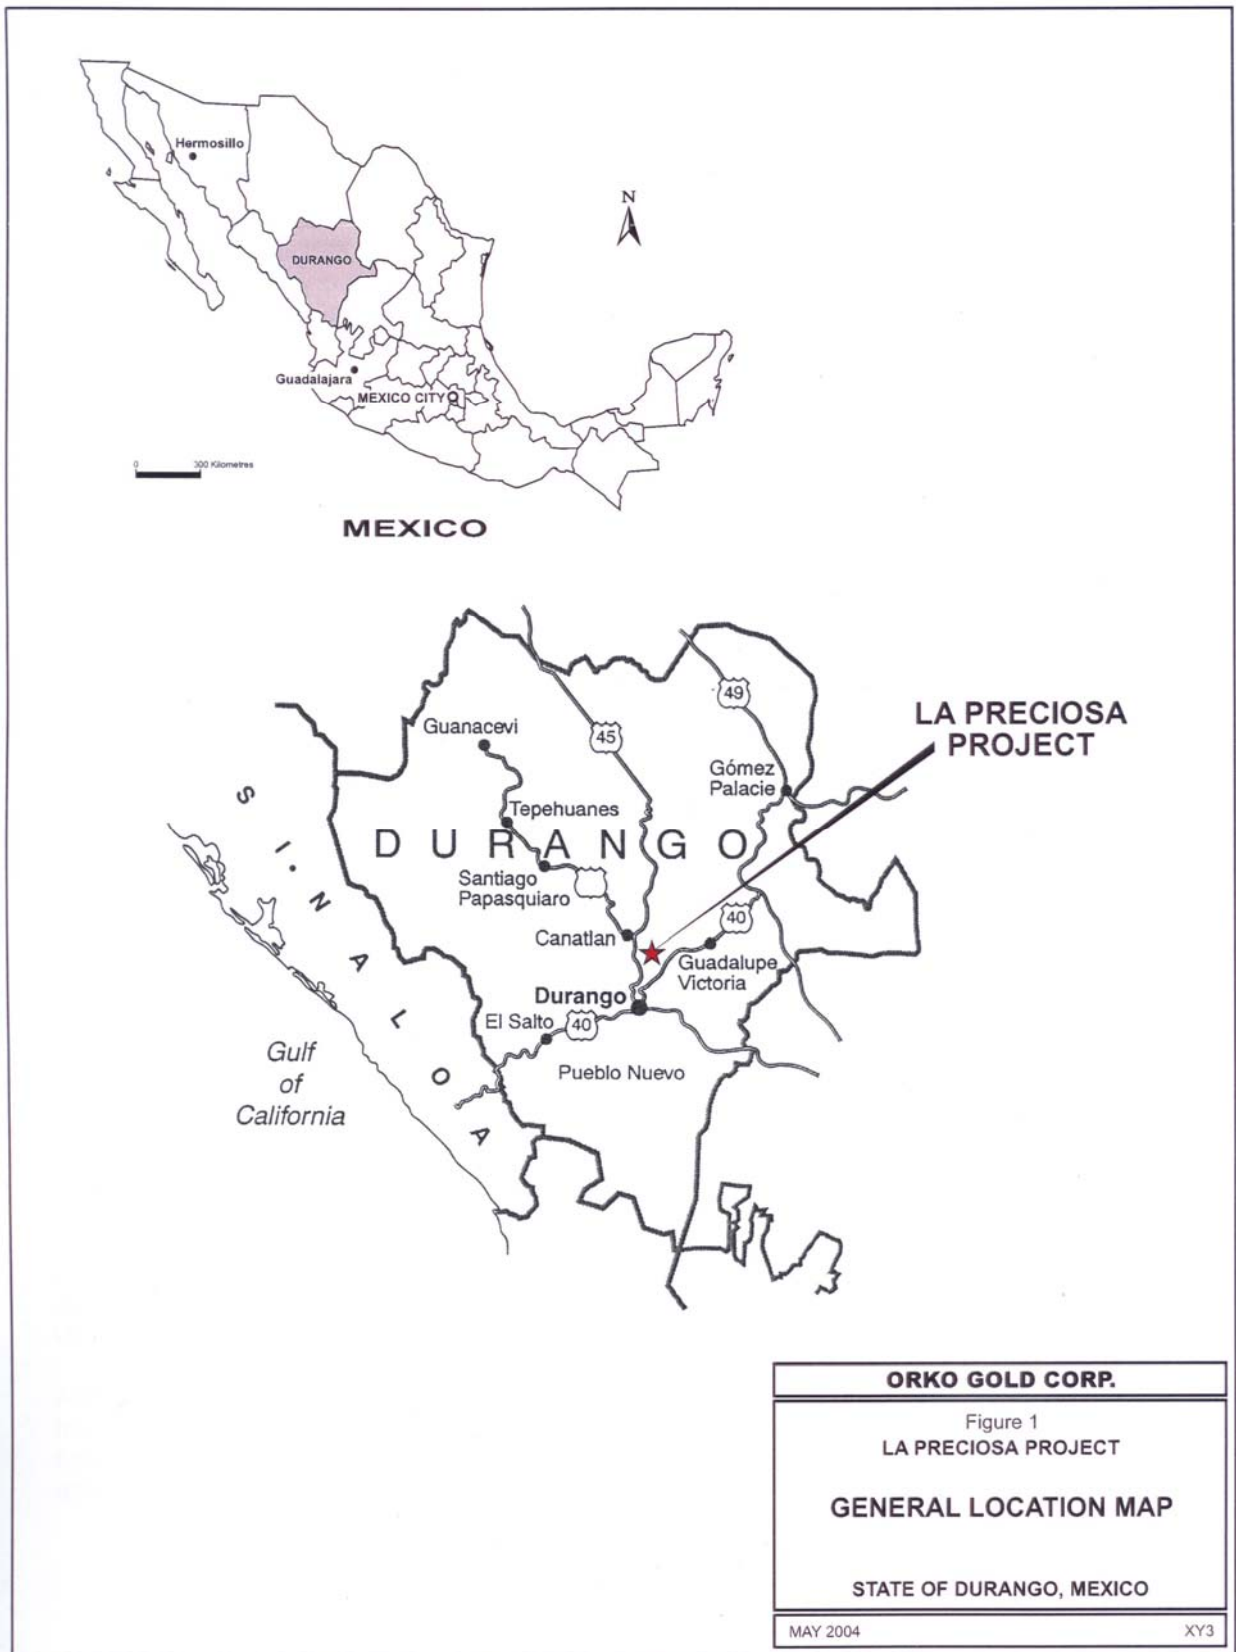 Hermosillo
N
DURANGO
Guadalajara
MEXICO CITY
0 300 Kilometres
MEXICO
LA PRECIOSA
PROJECT
49
45
Guanacevi
Gómez
Palacie
Tepehuanes
DURANGO
SINALOA
Santiago
Papasquiaro
40
Canatlan
Guadalupe
Victoria
Durango
El Salto
40
Gulf
of
California
Pueblo Nuevo
ORKO GOLD CORP.
Figure 1
LA PRECIOSA PROJECT
GENERAL LOCATION MAP
STATE OF DURANGO, MEXICO
MAY 2004 XY3